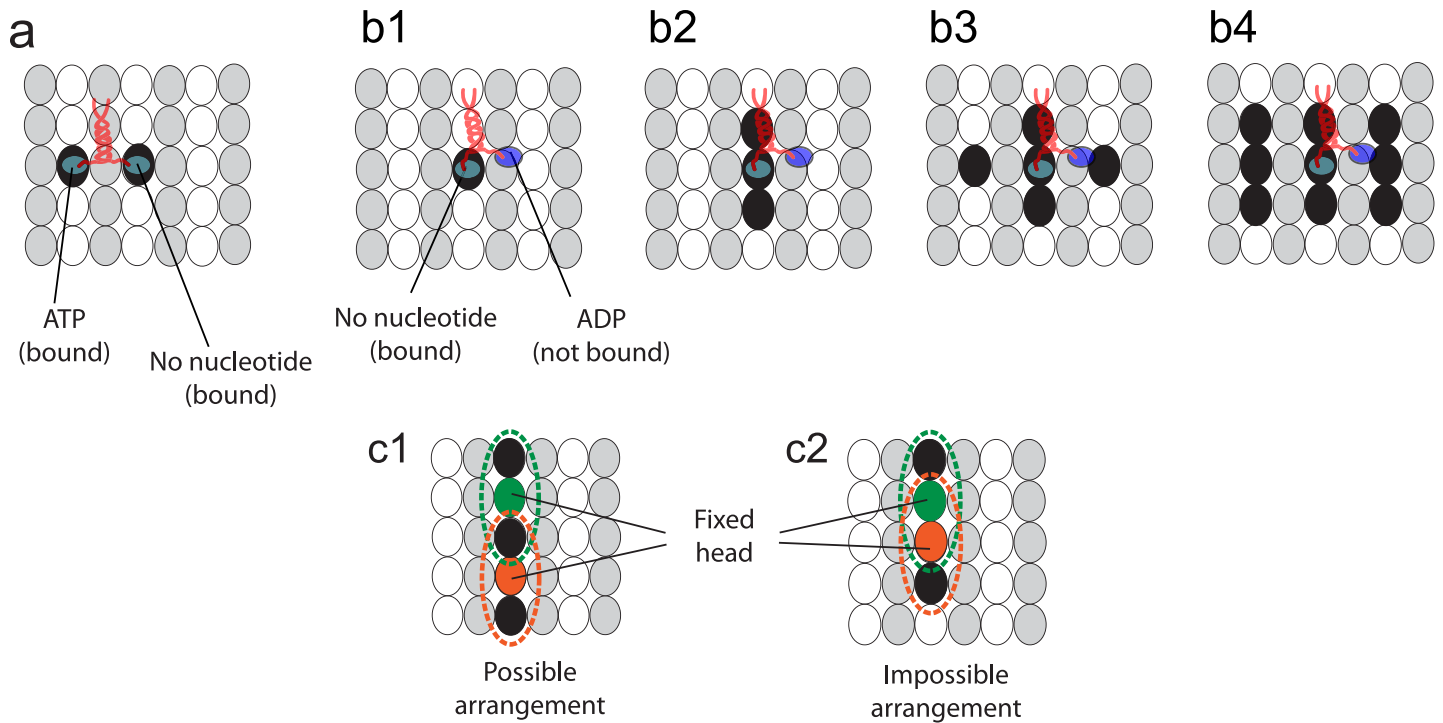 a
b1
b2
b3
b4
ATP
(bound)
No nucleotide
(bound)
No nucleotide
(bound)
ADP
(not bound)
c1
c2
Fixed
head
Possible
arrangement
Impossible
arrangement